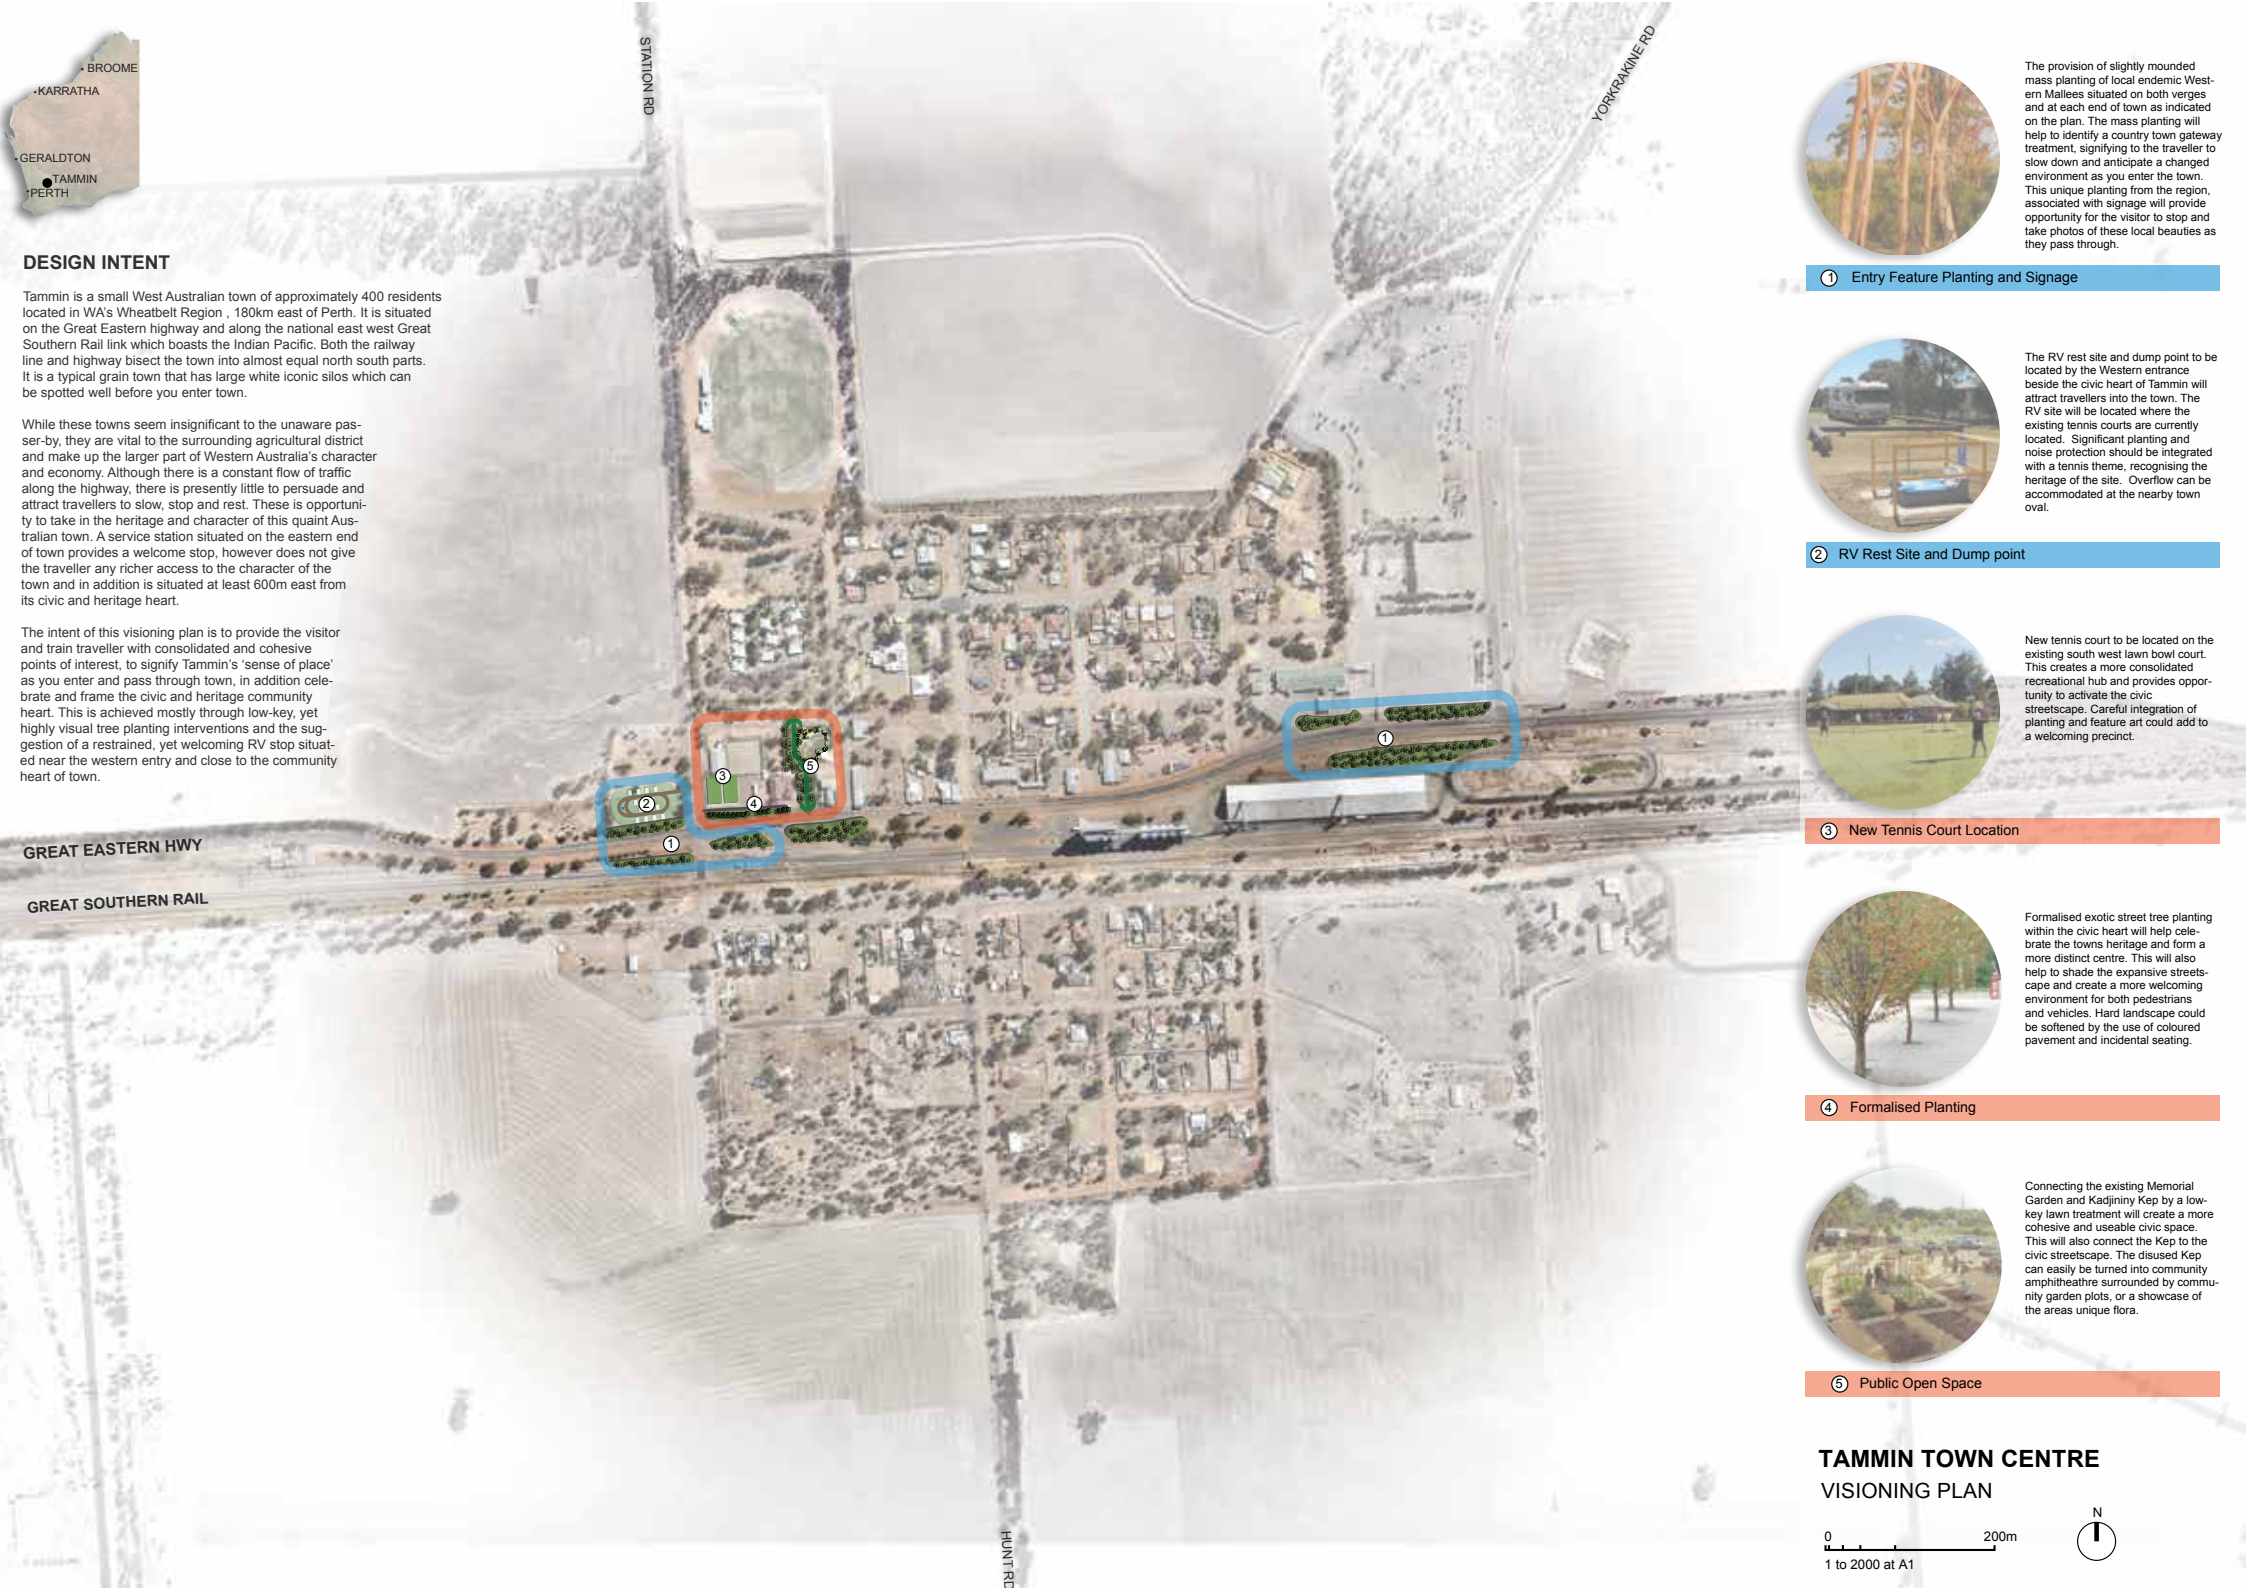 BROOME
KARRATHA
GERALDTON
TAMMIN
PERTH
DESIGN INTENT
Tammin is a small West Australian town of approximately 400 residents
located in WA's Wheatbelt Region , 180km east of Perth. It is situated
on the Great Eastern highway and along the national east west Great
Southern Rail link which boasts the Indian Pacific. Both the railway
line and highway bisect the town into almost equal north south parts.
It is a typical grain town that has large white iconic silos which can
be spotted well before you enter town.
While these towns seem insignificant to the unaware pas-
ser-by, they are vital to the surrounding agricultural district
and make up the larger part of Western Australia's character
and economy. Although there is a constant flow of traffic
along the highway, there is presently little to persuade and
attract travellers to slow, stop and rest. These is opportuni-
ty to take in the heritage and character of this quaint Aus-
tralian town. A service station situated on the eastern end
of town provides a welcome stop, however does not give
the traveller any richer access to the character of the
town and in addition is situated at least 600m east from
its civic and heritage heart.
The intent of this visioning plan is to provide the visitor
and train traveller with consolidated and cohesive
points of interest, to signify Tammin's 'sense of place'
as you enter and pass through town, in addition cele-
brate and frame the civic and heritage community
heart. This is achieved mostly through low-key, yet
highly visual tree planting interventions and the sug-
gestion of a restrained, yet welcoming RV stop situat-
ed near the western entry and close to the community
heart of town.
GREAT EASTERN HWY
GREAT SOUTHERN RAIL
STATION RD
YORKRAKINE RD
HUNT RD
1
2
3
4
5
1
The provision of slightly mounded
mass planting of local endemic West-
ern Mallees situated on both verges
and at each end of town as indicated
on the plan. The mass planting will
help to identify a country town gateway
treatment, signifying to the traveller to
slow down and anticipate a changed
environment as you enter the town.
This unique planting from the region,
associated with signage will provide
opportunity for the visitor to stop and
take photos of these local beauties as
they pass through.
1 Entry Feature Planting and Signage
The RV rest site and dump point to be
located by the Western entrance
beside the civic heart of Tammin will
attract travellers into the town. The
RV site will be located where the
existing tennis courts are currently
located. Significant planting and
noise protection should be integrated
with a tennis theme, recognising the
heritage of the site. Overflow can be
accommodated at the nearby town
oval.
2 RV Rest Site and Dump point
New tennis court to be located on the
existing south west lawn bowl court.
This creates a more consolidated
recreational hub and provides oppor-
tunity to activate the civic
streetscape. Careful integration of
planting and feature art could add to
a welcoming precinct.
3 New Tennis Court Location
Formalised exotic street tree planting
within the civic heart will help cele-
brate the towns heritage and form a
more distinct centre. This will also
help to shade the expansive streets-
cape and create a more welcoming
environment for both pedestrians
and vehicles. Hard landscape could
be softened by the use of coloured
pavement and incidental seating.
4 Formalised Planting
Connecting the existing Memorial
Garden and Kadjininy Kep by a low-
key lawn treatment will create a more
cohesive and useable civic space.
This will also connect the Kep to the
civic streetscape. The disused Kep
can easily be turned into community
amphitheathre surrounded by commu-
nity garden plots, or a showcase of
the areas unique flora.
5 Public Open Space
TAMMIN TOWN CENTRE
VISIONING PLAN
0 200m
1 to 2000 at A1
N